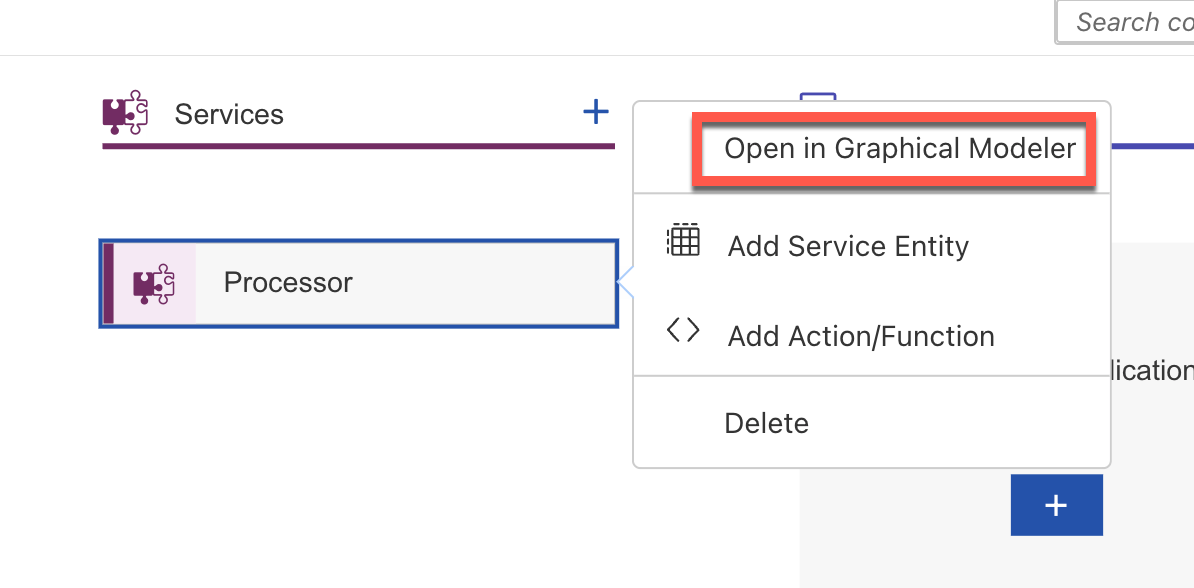 Search co
Services
Open in Graphical Modeler
Add Service Entity
Processor
Add Action/Function
lication
Delete